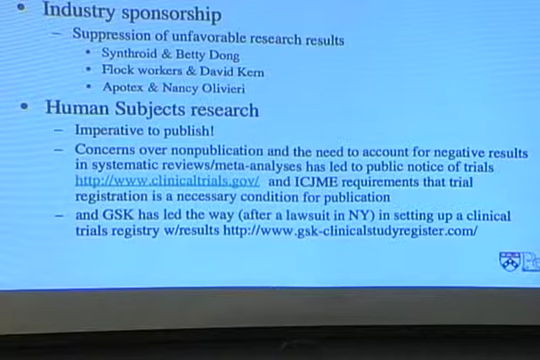 • Industry sponsorship
– Suppression of unfavorable research results
• Synthroid & Betty Dong
• Flock workers & David Kern
• Apotex & Nancy Olivieri
• Human Subjects research
– Imperative to publish!
– Concerns over nonpublication and the need to account for negative results
in systematic reviews/meta-analyses has led to public notice of trials
http://www.clinicaltrials.gov/ and ICJME requirements that trial
registration is a necessary condition for publication
– and GSK has led the way (after a lawsuit in NY) in setting up a clinical
trials registry w/results http://www.gsk-clinicalstudyregister.com/